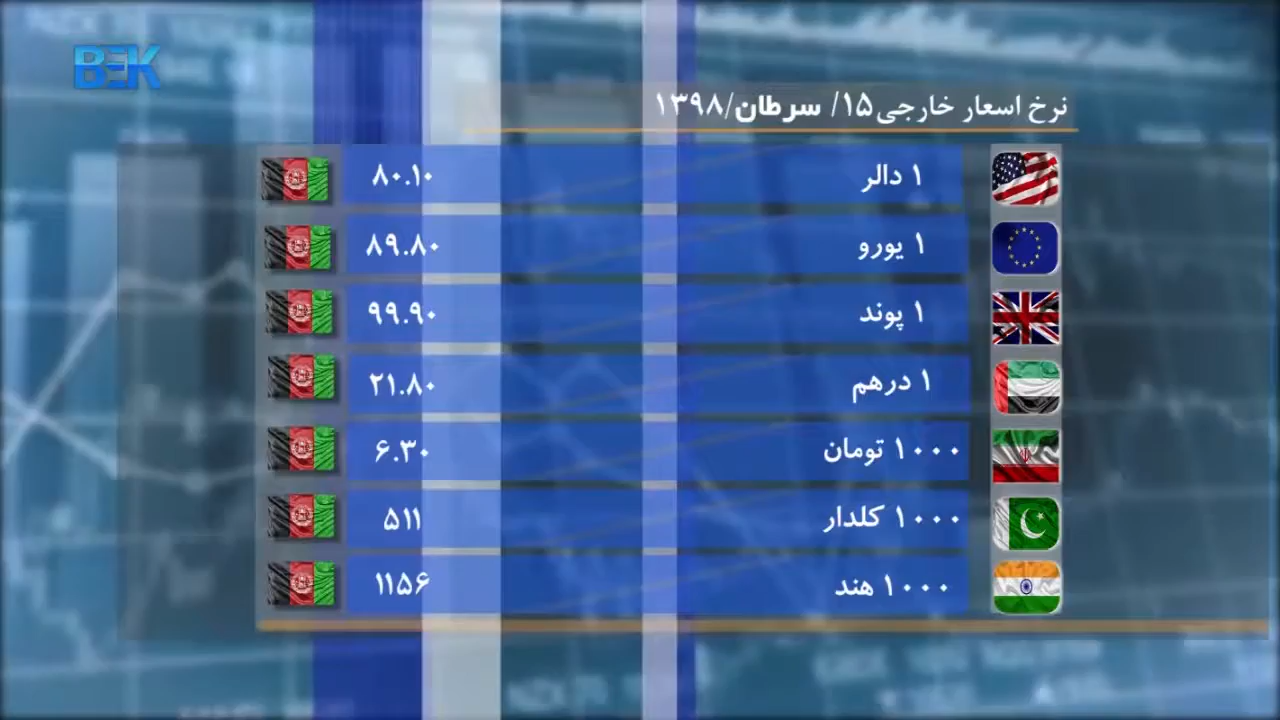 BEK
نرخ اسعار خارجی ۱۵/ سرطان/۱۳۹۸
۱ دالر ۸۰.۱۰
۱ یورو ۸۹.۸۰
۱ پوند ۹۹.۹۰
۱ درهم ۲۱.۸۰
۱۰۰۰ تومان ۶.۳۰
۱۰۰۰ کلدار ۵۱۱
۱۰۰۰ هند ۱۱۵۶